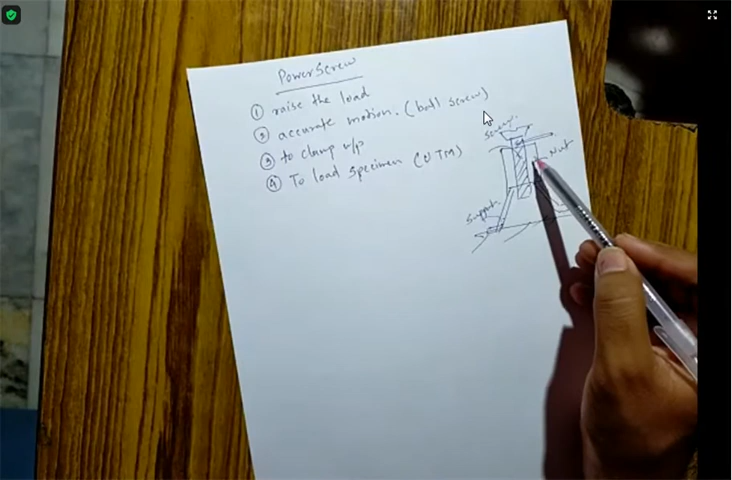 Power Screw
① raise the load
② accurate motion. (ball screw)
③ to clamp w/p
④ To load specimen (UTM)
Screw.
Nut
Support